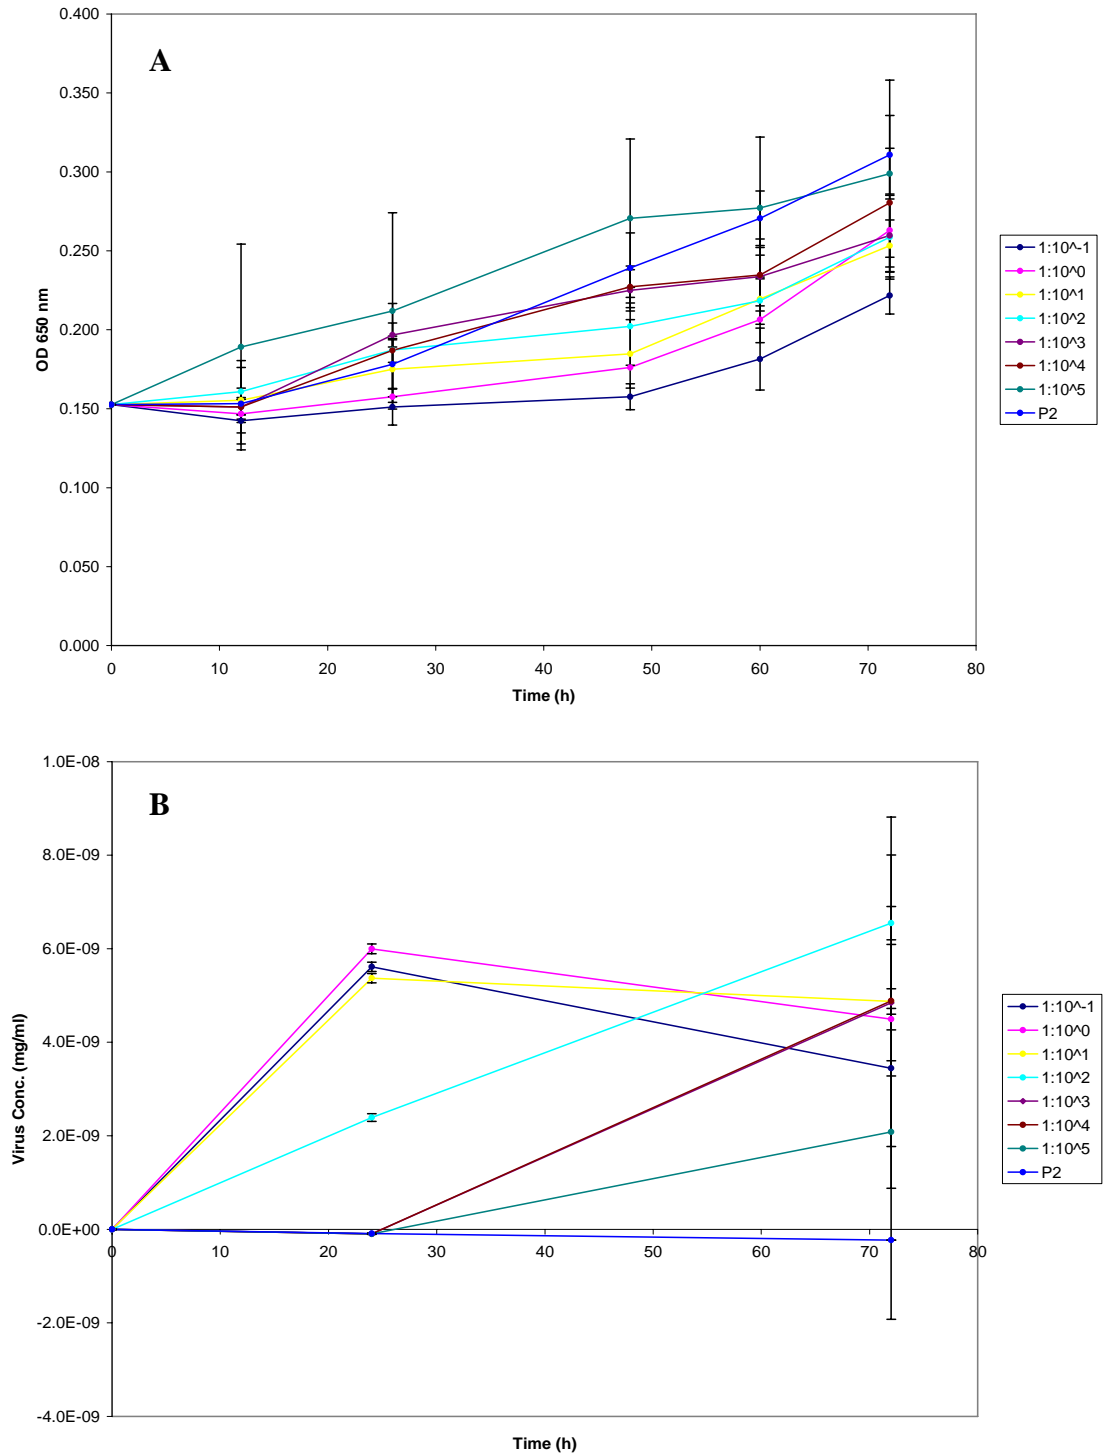 A
0.400
0.350
0.300
0.250
0.200
0.150
0.100
0.050
0.000
OD 650 nm
0 10 20 30 40 50 60 70 80
Time (h)
1:10^-1
1:10^0
1:10^1
1:10^2
1:10^3
1:10^4
1:10^5
P2
B
1.0E-08
8.0E-09
6.0E-09
4.0E-09
2.0E-09
0.0E+00
-2.0E-09
-4.0E-09
Virus Conc. (mg/ml)
0 10 20 30 40 50 60 70 80
Time (h)
1:10^-1
1:10^0
1:10^1
1:10^2
1:10^3
1:10^4
1:10^5
P2